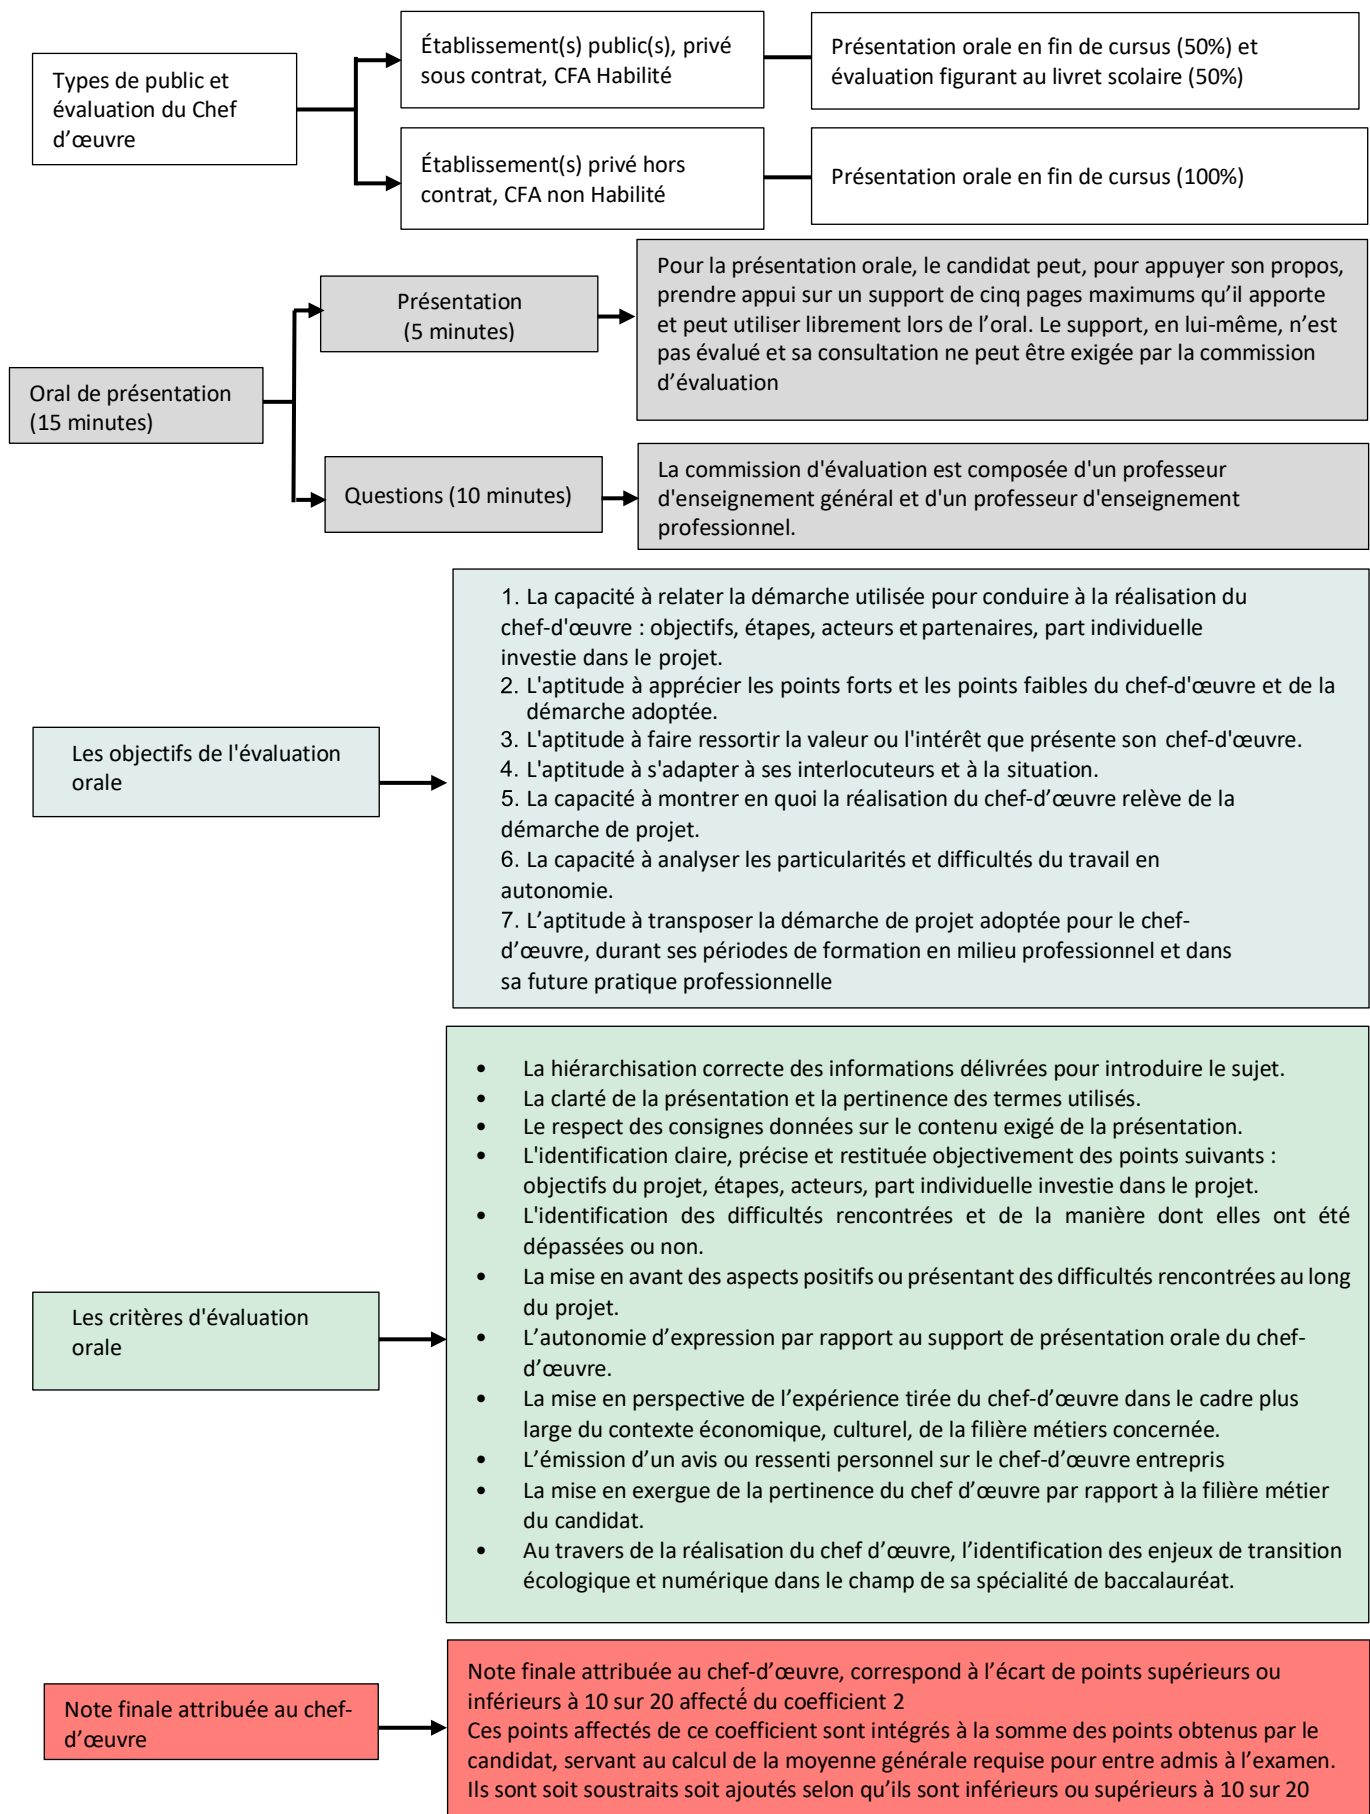 Types de public et
évaluation du Chef
d’œuvre
Établissement(s) public(s), privé
sous contrat, CFA Habilité
Présentation orale en fin de cursus (50%) et
évaluation figurant au livret scolaire (50%)
Établissement(s) privé hors
contrat, CFA non Habilité
Présentation orale en fin de cursus (100%)
Oral de présentation
(15 minutes)
Présentation
(5 minutes)
Pour la présentation orale, le candidat peut, pour appuyer son propos,
prendre appui sur un support de cinq pages maximums qu’il apporte
et peut utiliser librement lors de l’oral. Le support, en lui-même, n’est
pas évalué et sa consultation ne peut être exigée par la commission
d’évaluation
Questions (10 minutes)
La commission d'évaluation est composée d'un professeur
d'enseignement général et d'un professeur d'enseignement
professionnel.
Les objectifs de l'évaluation
orale
1. La capacité à relater la démarche utilisée pour conduire à la réalisation du
chef-d'œuvre : objectifs, étapes, acteurs et partenaires, part individuelle
investie dans le projet.
2. L'aptitude à apprécier les points forts et les points faibles du chef-d'œuvre et de la
démarche adoptée.
3. L'aptitude à faire ressortir la valeur ou l'intérêt que présente son chef-d'œuvre.
4. L'aptitude à s'adapter à ses interlocuteurs et à la situation.
5. La capacité à montrer en quoi la réalisation du chef-d’œuvre relève de la
démarche de projet.
6. La capacité à analyser les particularités et difficultés du travail en
autonomie.
7. L’aptitude à transposer la démarche de projet adoptée pour le chef-
d’œuvre, durant ses périodes de formation en milieu professionnel et dans
sa future pratique professionnelle
Les critères d'évaluation
orale
• La hiérarchisation correcte des informations délivrées pour introduire le sujet.
• La clarté de la présentation et la pertinence des termes utilisés.
• Le respect des consignes données sur le contenu exigé de la présentation.
• L'identification claire, précise et restituée objectivement des points suivants :
objectifs du projet, étapes, acteurs, part individuelle investie dans le projet.
• L'identification des difficultés rencontrées et de la manière dont elles ont été
dépassées ou non.
• La mise en avant des aspects positifs ou présentant des difficultés rencontrées au long
du projet.
• L’autonomie d’expression par rapport au support de présentation orale du chef-
d’œuvre.
• La mise en perspective de l’expérience tirée du chef-d’œuvre dans le cadre plus
large du contexte économique, culturel, de la filière métiers concernée.
• L’émission d’un avis ou ressenti personnel sur le chef-d’œuvre entrepris
• La mise en exergue de la pertinence du chef d’œuvre par rapport à la filière métier
du candidat.
• Au travers de la réalisation du chef d’œuvre, l’identification des enjeux de transition
écologique et numérique dans le champ de sa spécialité de baccalauréat.
Note finale attribuée au chef-
d’œuvre
Note finale attribuée au chef-d’œuvre, correspond à l’écart de points supérieurs ou
inférieurs à 10 sur 20 affecté du coefficient 2
Ces points affectés de ce coefficient sont intégrés à la somme des points obtenus par le
candidat, servant au calcul de la moyenne générale requise pour entre admis à l’examen.
Ils sont soit soustraits soit ajoutés selon qu’ils sont inférieurs ou supérieurs à 10 sur 20